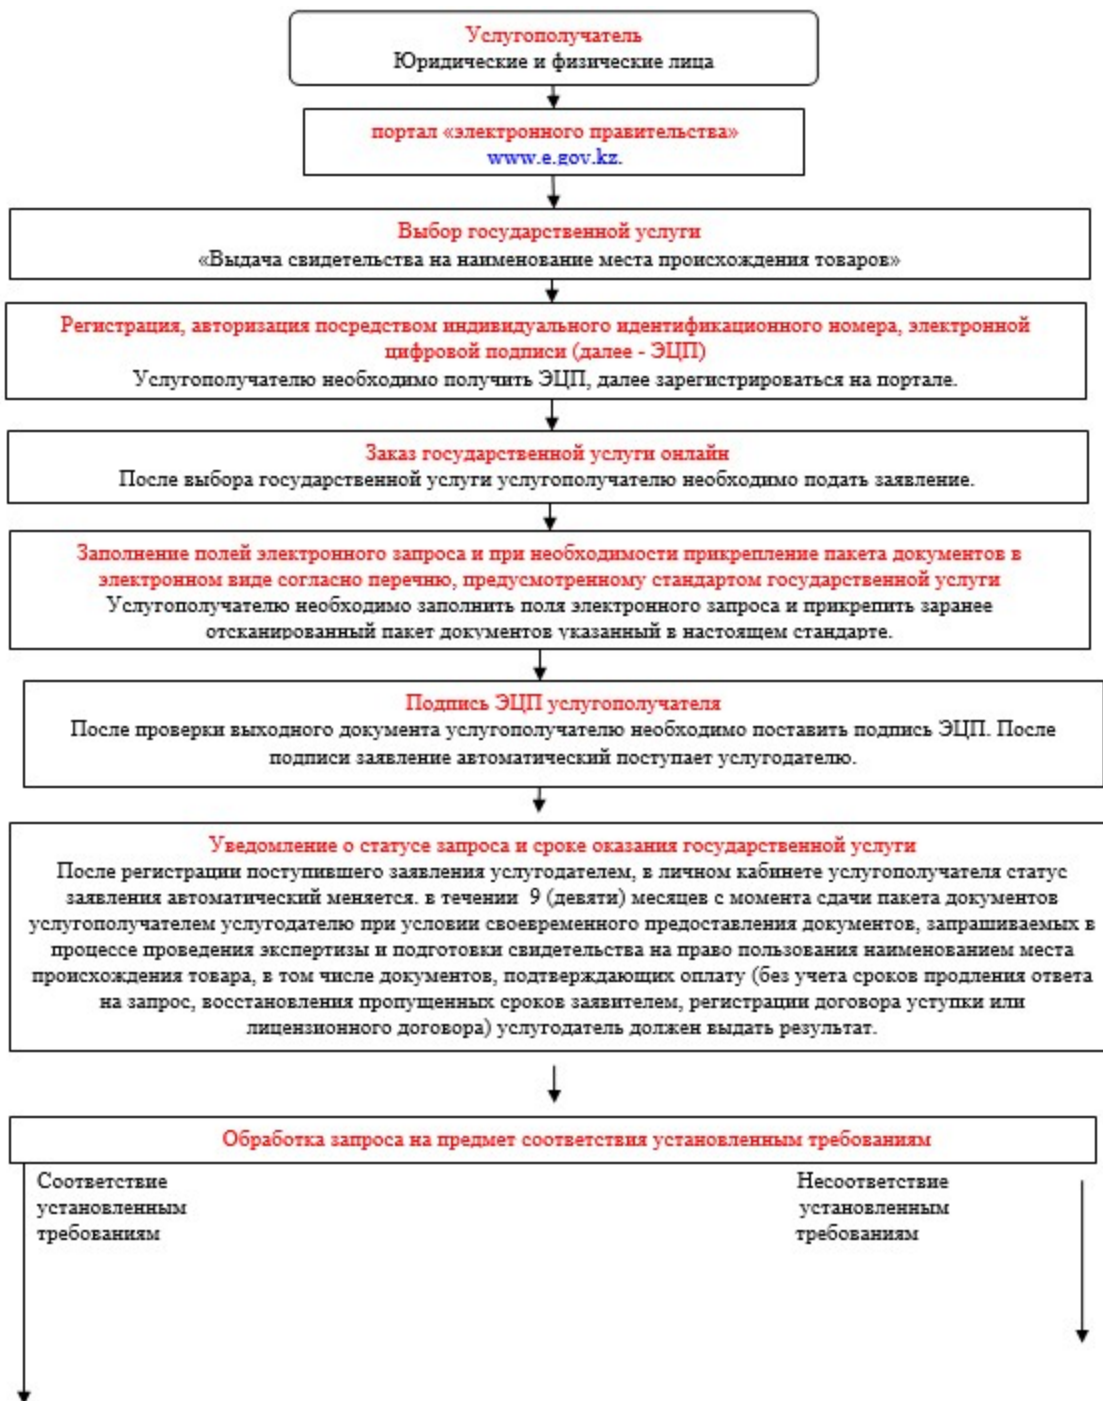 Услугополучатель
Юридические и физические лица
портал «электронного правительства»
www.e.gov.kz.
Выбор государственной услуги
«Выдача свидетельства на наименование места происхождения товаров»
Регистрация, авторизация посредством индивидуального идентификационного номера, электронной
цифровой подписи (далее - ЭЦП)
Услугополучателю необходимо получить ЭЦП, далее зарегистрироваться на портале.
Заказ государственной услуги онлайн
После выбора государственной услуги услугополучателю необходимо подать заявление.
Заполнение полей электронного запроса и при необходимости прикрепление пакета документов в
электронном виде согласно перечню, предусмотренному стандартом государственной услуги
Услугополучателю необходимо заполнить поля электронного запроса и прикрепить заранее
отсканированный пакет документов указанный в настоящем стандарте.
Подпись ЭЦП услугополучателя
После проверки выходного документа услугополучателю необходимо поставить подпись ЭЦП. После
подписи заявление автоматический поступает услугодателю.
Уведомление о статусе запроса и сроке оказания государственной услуги
После регистрации поступившего заявления услугодателем, в личном кабинете услугополучателя статус
заявления автоматический меняется. в течении 9 (девяти) месяцев с момента сдачи пакета документов
услугополучателем услугодателю при условии своевременного предоставления документов, запрашиваемых в
процессе проведения экспертизы и подготовки свидетельства на право пользования наименованием места
происхождения товара, в том числе документов, подтверждающих оплату (без учета сроков продления ответа
на запрос, восстановления пропущенных сроков заявителем, регистрации договора уступки или
лицензионного договора) услугодатель должен выдать результат.
Обработка запроса на предмет соответствия установленным требованиям
Соответствие
установленным
требованиям
Несоответствие
установленным
требованиям